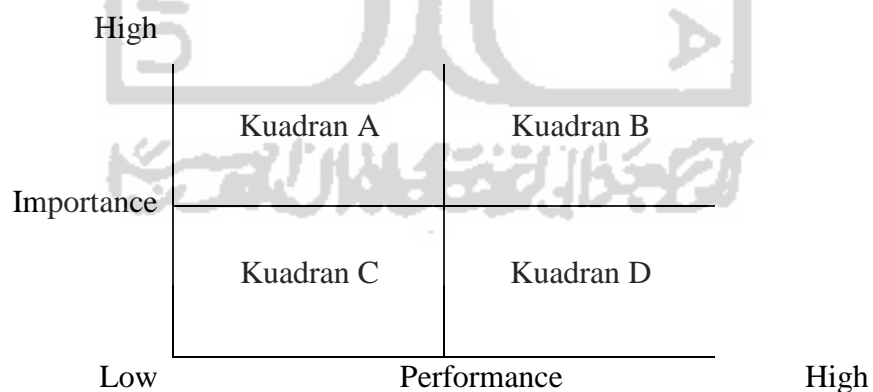 High
Kuadran A Kuadran B
Importance
Kuadran C Kuadran D
Low Performance High